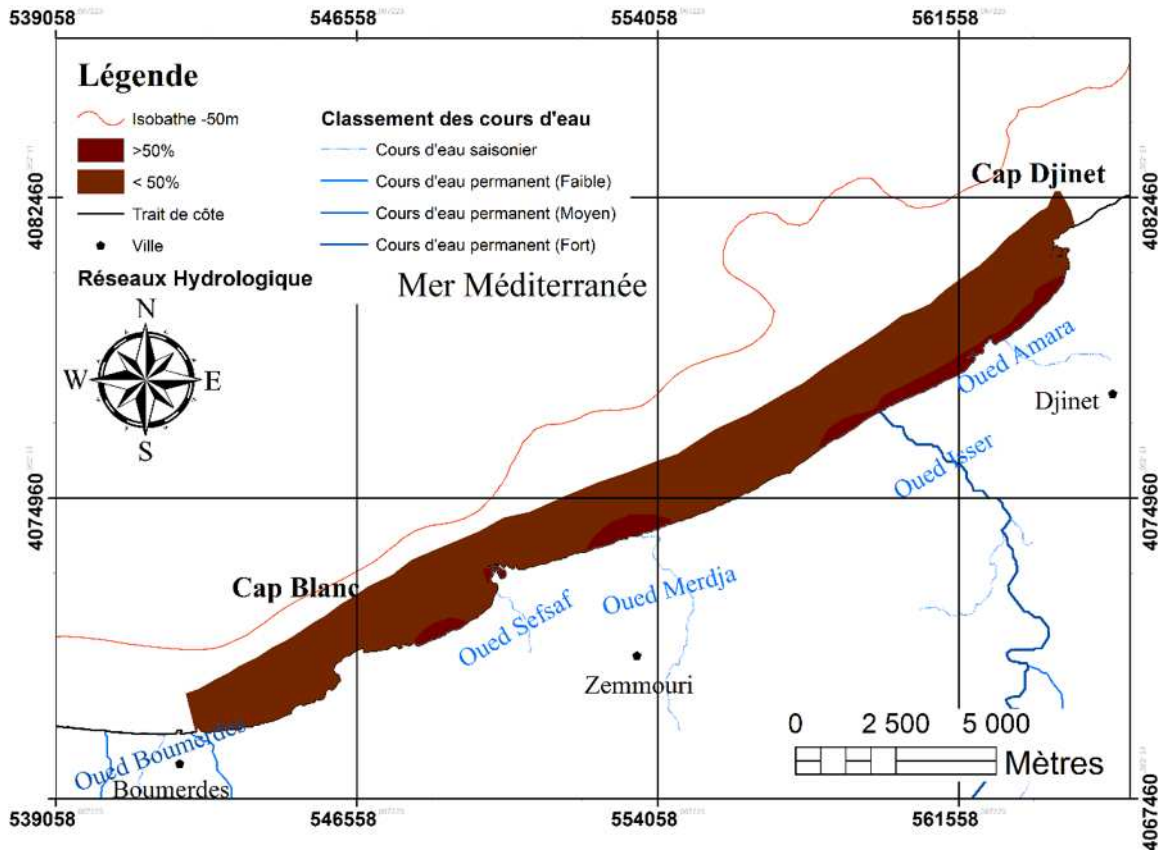 539058
546558
554058
561558
Légende
Isobathe -50m
>50%
< 50%
Trait de côte
Ville
Réseaux Hydrologique
Classement des cours d'eau
Cours d'eau saisonier
Cours d'eau permanent (Faible)
Cours d'eau permanent (Moyen)
Cours d'eau permanent (Fort)
N
W
E
S
Mer Méditerranée
Cap Djinet
4082460
4082460
Oued Amara
Djinet
Oued Isser
4074960
4074960
Cap Blanc
Oued Sefsaf
Oued Merdja
Zemmouri
Oued Boumerdes
Boumerdes
0
2 500
5 000
Mètres
4067460
539058
546558
554058
561558